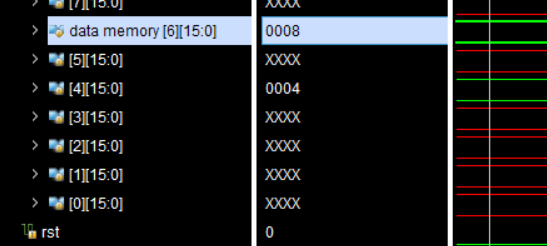 [7][15:0] XXXX
data memory [6][15:0] 0008
[5][15:0] XXXX
[4][15:0] 0004
[3][15:0] XXXX
[2][15:0] XXXX
[1][15:0] XXXX
[0][15:0] XXXX
rst 0